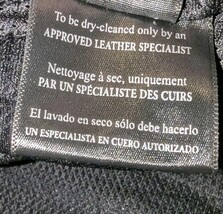 To be dry-cleaned only by an
APPROVED LEATHER SPECIALIST
Nettoyage à sec, uniquement
PAR UN SPÉCIALISTE DES CUIRS
El lavado en seco sólo debe hacerlo
UN ESPECIALISTA EN CUERO AUTORIZADO